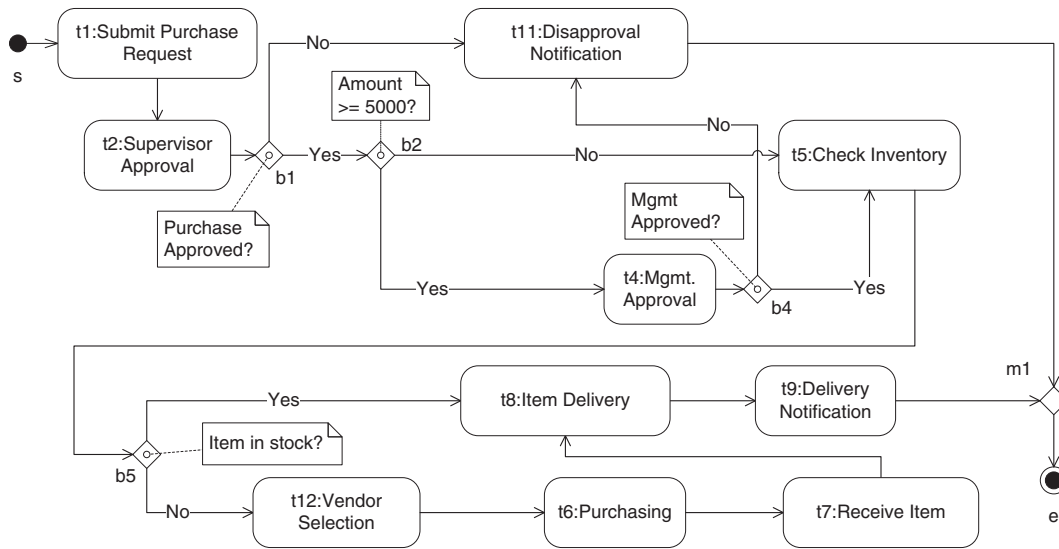 t1:Submit Purchase
Request
s
No
t11:Disapproval
Notification
Amount
>= 5000?
t2:Supervisor
Approval
b1
Yes
b2
No
No
t5:Check Inventory
Purchase
Approved?
Mgmt
Approved?
Yes
t4:Mgmt.
Approval
b4
Yes
m1
Yes
t8:Item Delivery
t9:Delivery
Notification
b5
Item in stock?
No
t12:Vendor
Selection
t6:Purchasing
t7:Receive Item
e